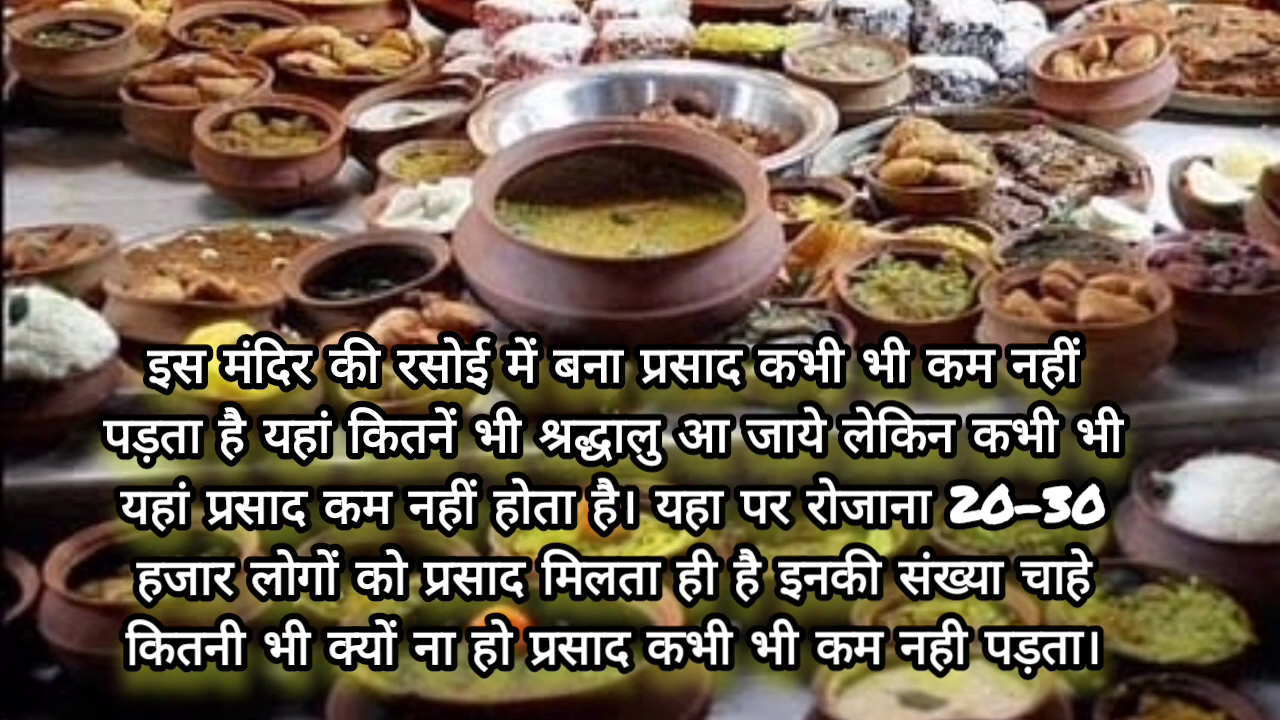 इस मंदिर की रसोई में बना प्रसाद कभी भी कम नहीं
पड़ता है यहां कितनें भी श्रद्धालु आ जाये लेकिन कभी भी
यहां प्रसाद कम नहीं होता है। यहा पर रोजाना 20-30
हजार लोगों को प्रसाद मिलता ही है इनकी संख्या चाहे
कितनी भी क्यों ना हो प्रसाद कभी भी कम नही पड़ता।